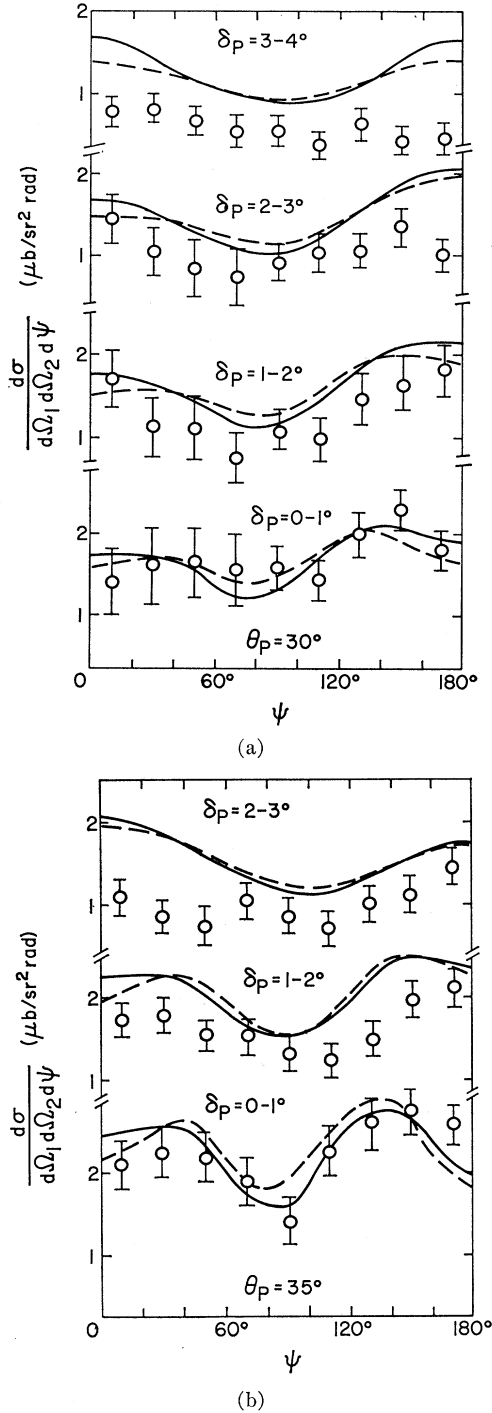 2
δP = 3–4°
1
2
δP = 2–3°
1
2
δP = 1–2°
1
2
δP = 0–1°
1
θP = 30°
0 60° 120° 180°
ψ
dσ
dΩ1 dΩ2 dψ
(μb/sr2 rad)
(a)
2
δP = 2–3°
1
2
δP = 1–2°
1
2
δP = 0–1°
1
θP = 35°
0 60° 120° 180°
ψ
dσ
dΩ1 dΩ2 dψ
(μb/sr2 rad)
(b)